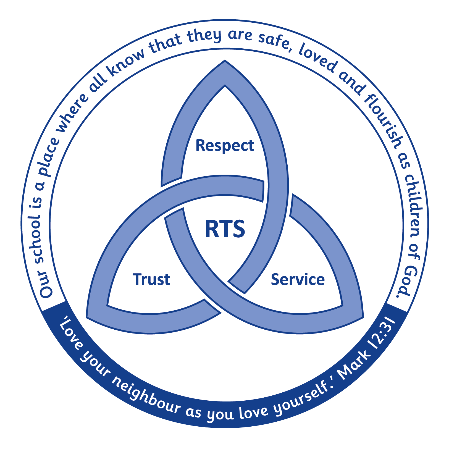 Our school is a place where all know that they are safe, loved and flourish as children of God.
Respect
RTS
Trust
Service
'Love your neighbour as you love yourself.' Mark 12:31